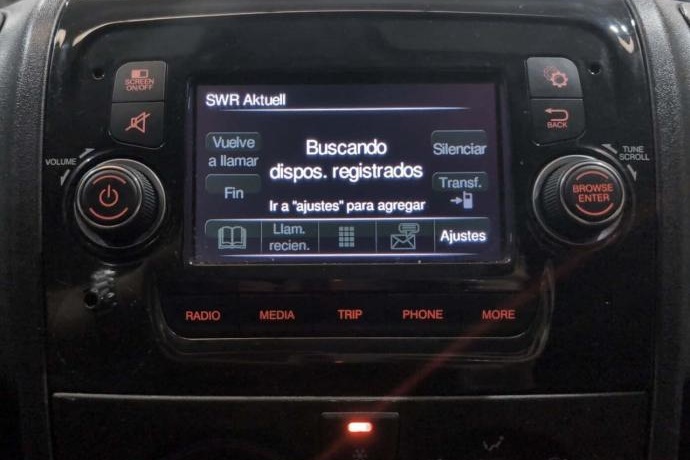 SCREEN
ON/OFF
SWR Aktuell
BACK
VOLUME
TUNE
SCROLL
Vuelve
a llamar
Buscando
dispos. registrados
Silenciar
Fin
Transf.
Ir a "ajustes" para agregar
BROWSE
ENTER
Llam.
recien.
Ajustes
RADIO
MEDIA
TRIP
PHONE
MORE